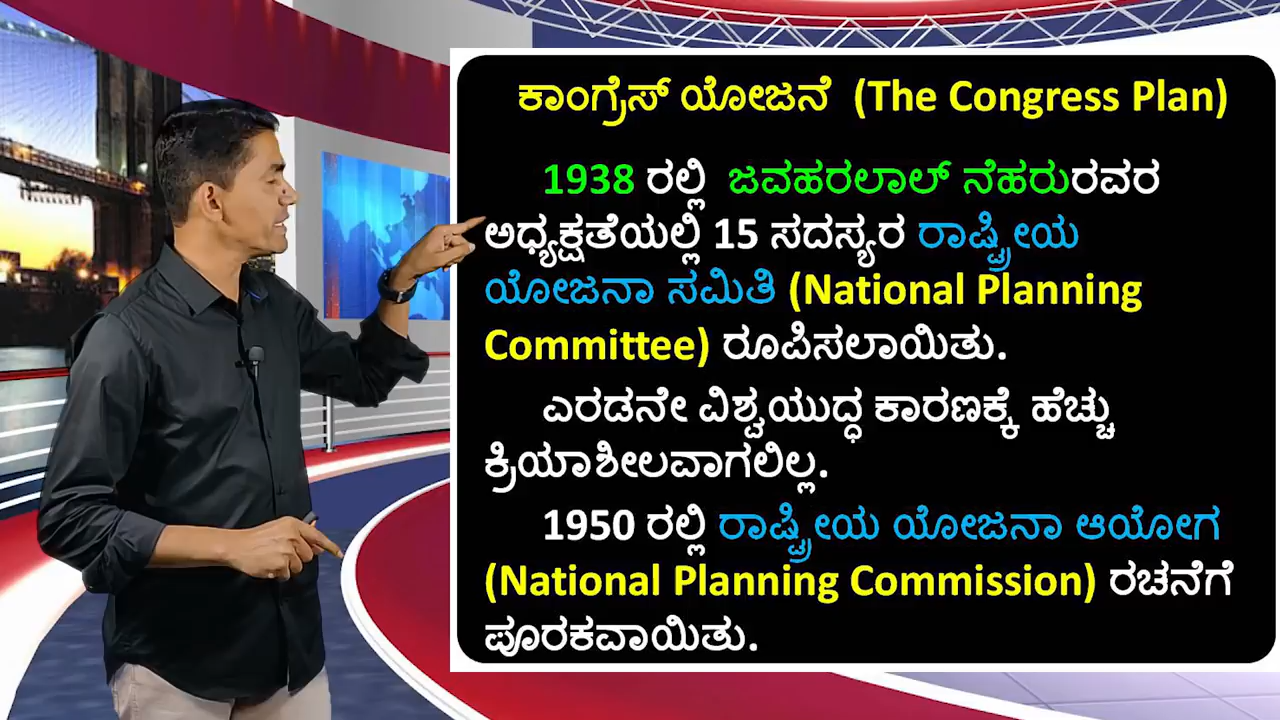 ಕಾಂಗ್ರೆಸ್ ಯೋಜನೆ (The Congress Plan)
1938 ರಲ್ಲಿ ಜವಹರಲಾಲ್ ನೆಹರುರವರ
ಅಧ್ಯಕ್ಷತೆಯಲ್ಲಿ 15 ಸದಸ್ಯರ ರಾಷ್ಟ್ರೀಯ
ಯೋಜನಾ ಸಮಿತಿ (National Planning
Committee) ರೂಪಿಸಲಾಯಿತು.
ಎರಡನೇ ವಿಶ್ವಯುದ್ಧ ಕಾರಣಕ್ಕೆ ಹೆಚ್ಚು
ಕ್ರಿಯಾಶೀಲವಾಗಲಿಲ್ಲ.
1950 ರಲ್ಲಿ ರಾಷ್ಟ್ರೀಯ ಯೋಜನಾ ಆಯೋಗ
(National Planning Commission) ರಚನೆಗೆ
ಪೂರಕವಾಯಿತು.